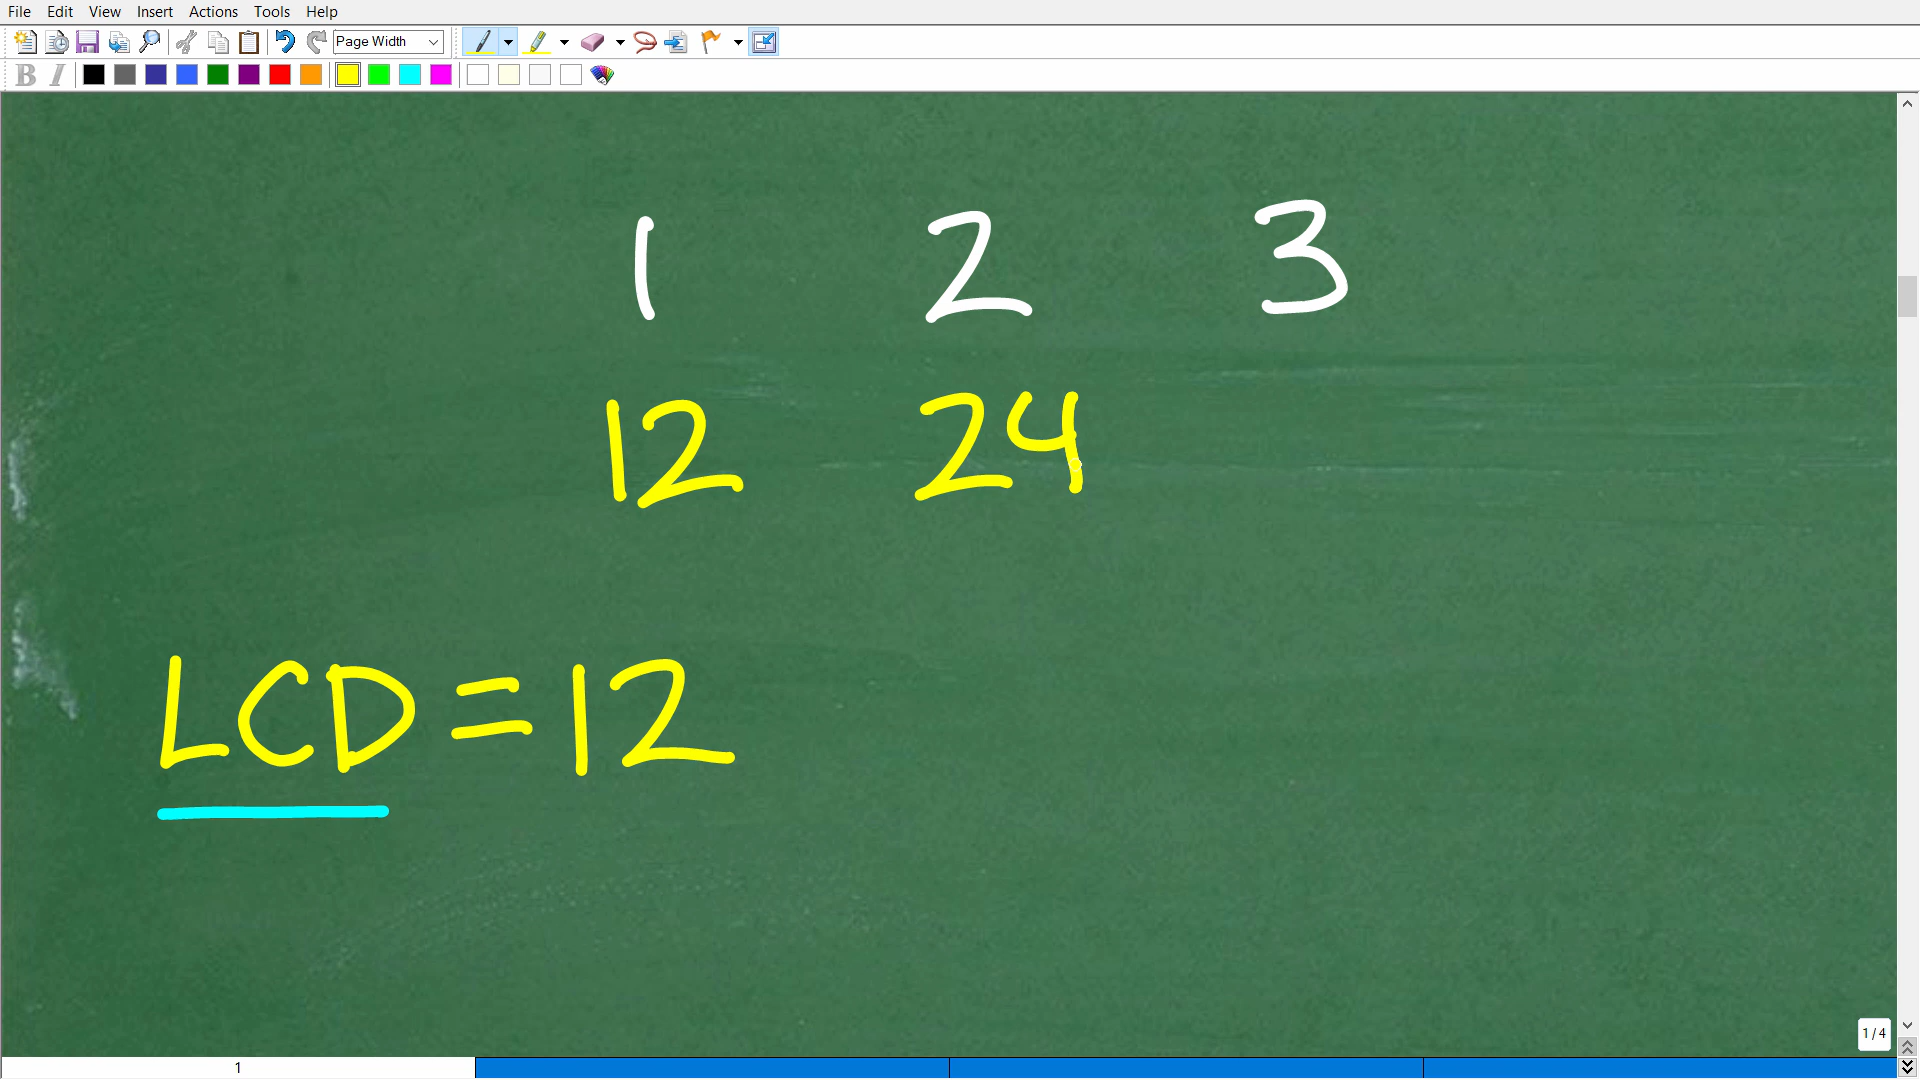 File Edit View Insert Actions Tools Help
Page Width
B I
1 2 3
12 24
LCD = 12
1 / 4
1